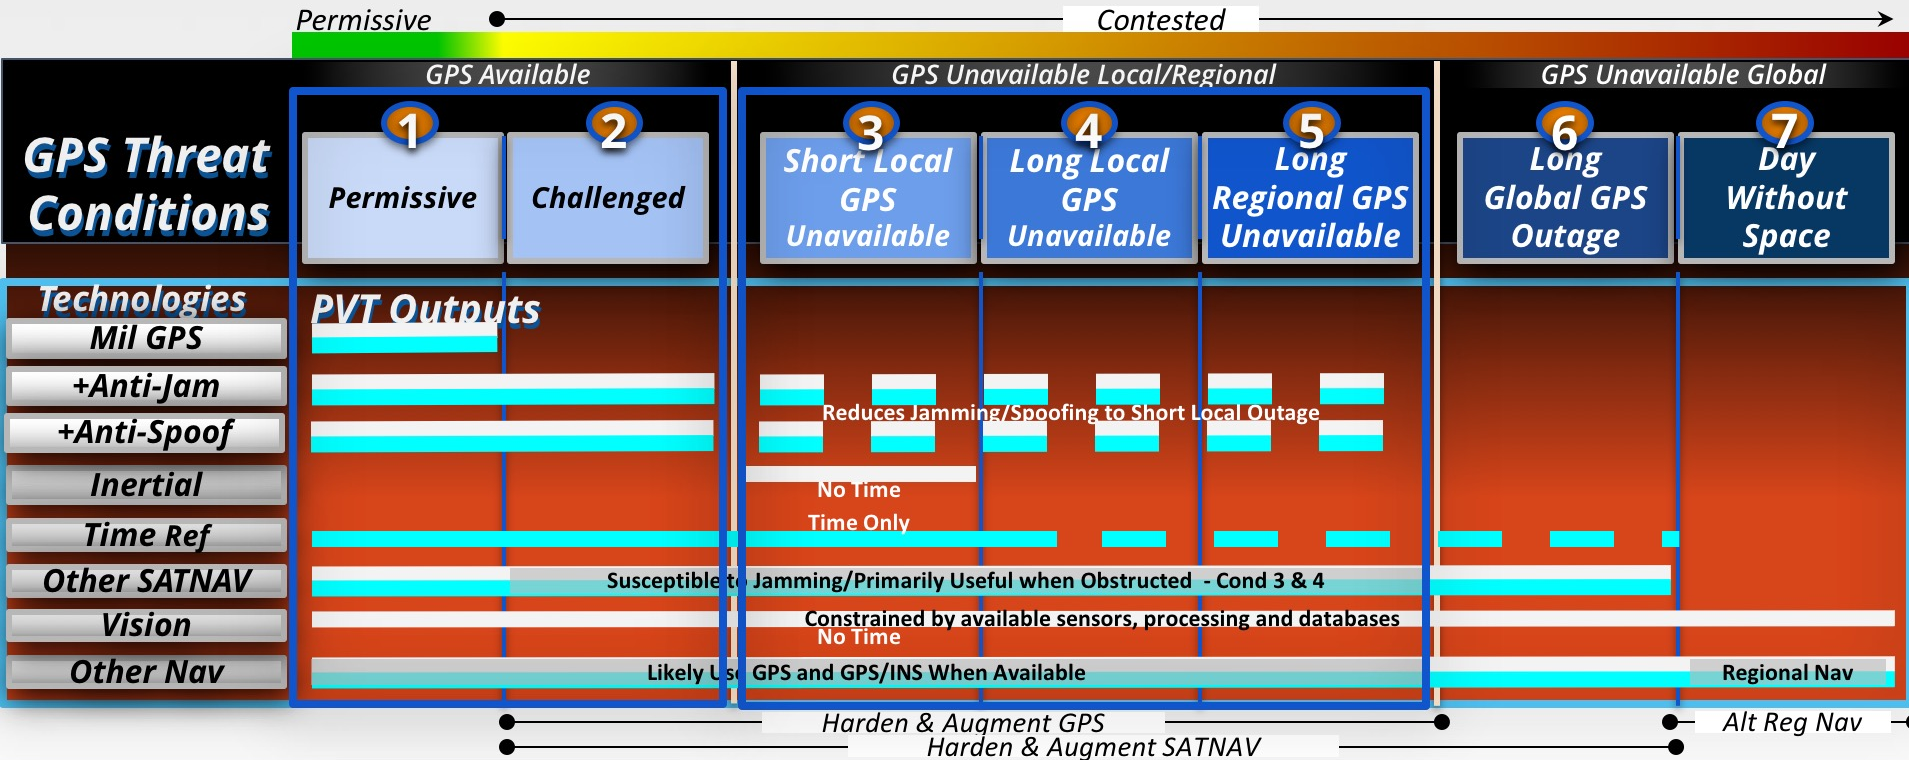 Permissive
Contested
GPS Available
GPS Unavailable Local/Regional
GPS Unavailable Global
GPS Threat
Conditions
1
Permissive
2
Challenged
3
Short Local
GPS
Unavailable
4
Long Local
GPS
Unavailable
5
Long
Regional GPS
Unavailable
6
Long
Global GPS
Outage
7
Day
Without
Space
Technologies
PVT Outputs
Mil GPS
+Anti-Jam
Reduces Jamming/Spoofing to Short Local Outage
+Anti-Spoof
Inertial
No Time
Time Only
Time Ref
Other SATNAV
Susceptible to Jamming/Primarily Useful when Obstructed - Cond 3 & 4
Vision
Constrained by available sensors, processing and databases
No Time
Other Nav
Likely Use GPS and GPS/INS When Available
Regional Nav
Harden & Augment GPS
Alt Reg Nav
Harden & Augment SATNAV